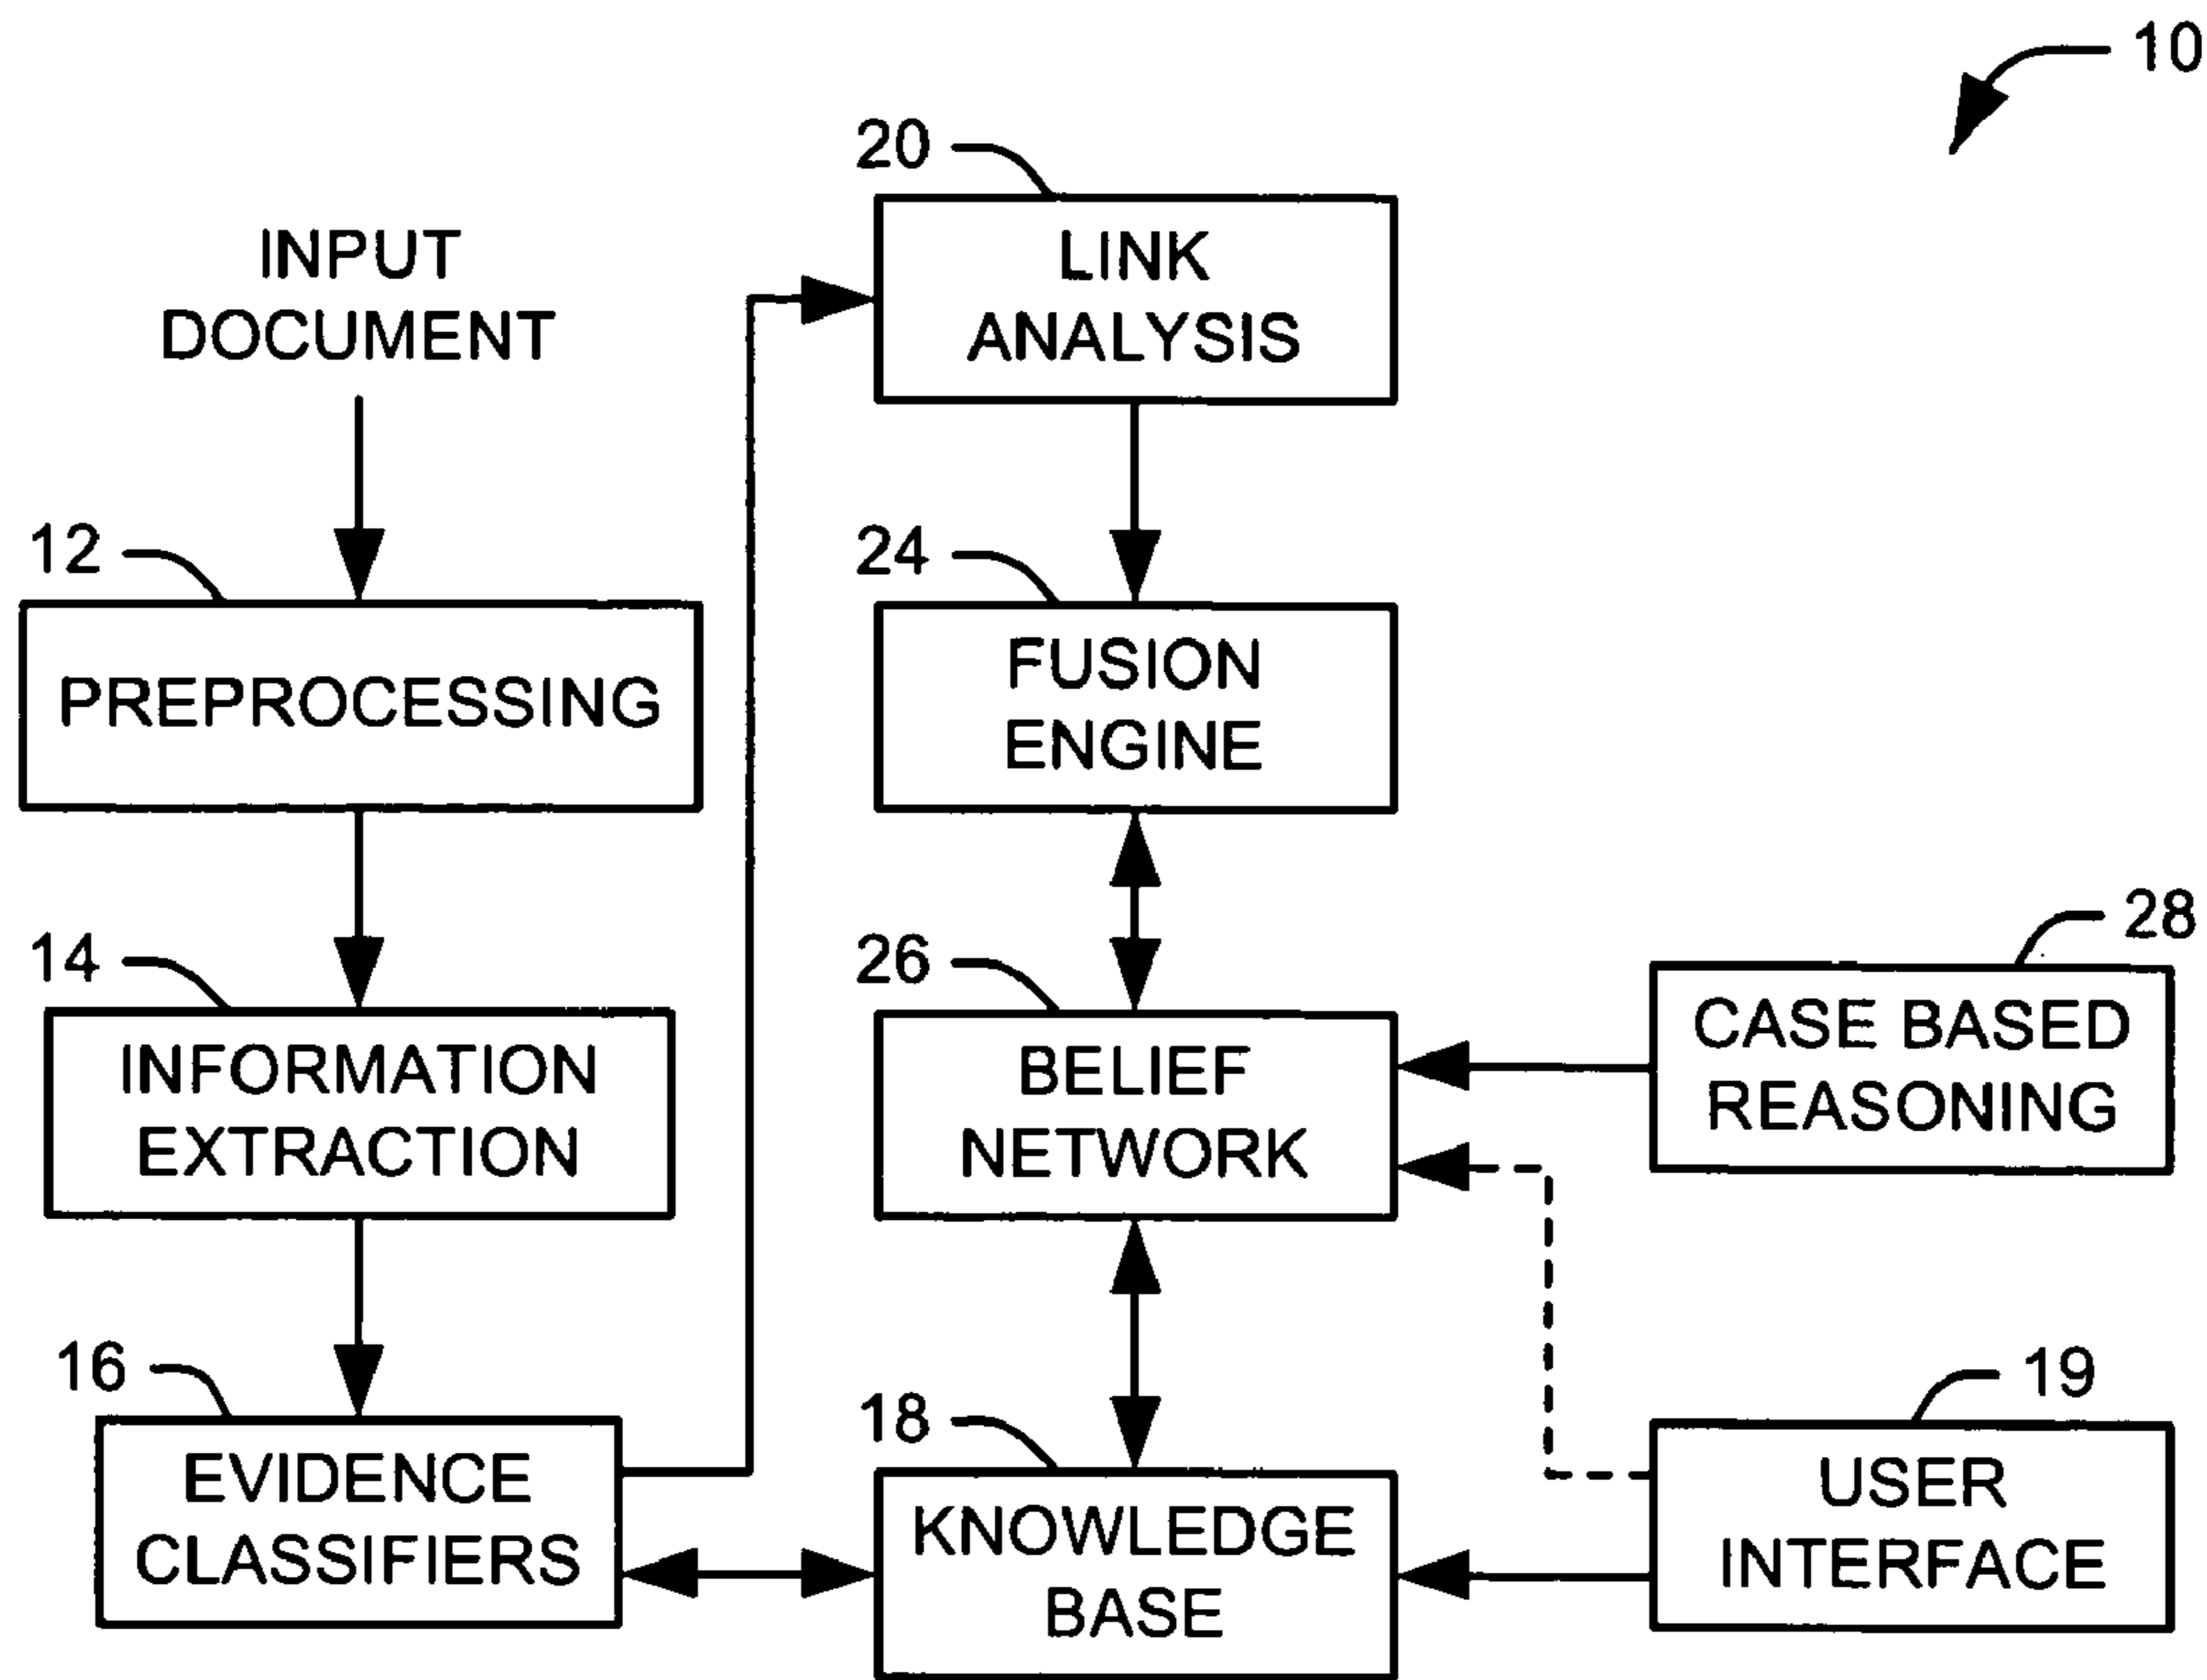 10
20
LINK
ANALYSIS
INPUT
DOCUMENT
12
PREPROCESSING
24
FUSION
ENGINE
14
INFORMATION
EXTRACTION
26
BELIEF
NETWORK
28
CASE BASED
REASONING
16
EVIDENCE
CLASSIFIERS
18
KNOWLEDGE
BASE
19
USER
INTERFACE